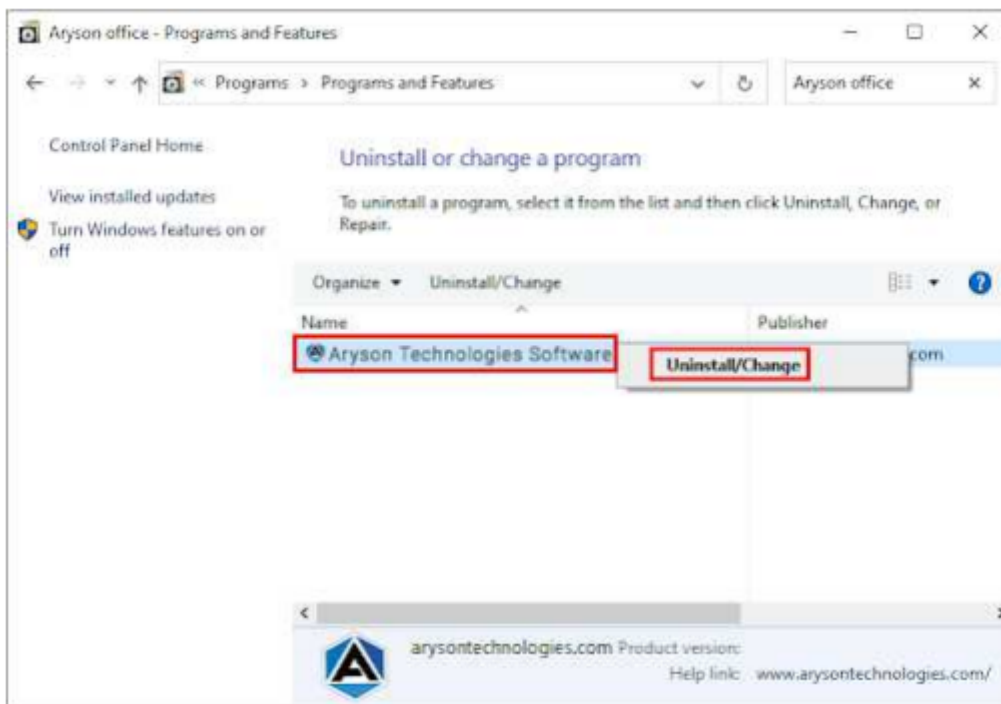 Aryson office - Programs and Features
« Programs > Programs and Features
Aryson office
Control Panel Home
View installed updates
Turn Windows features on or
off
Uninstall or change a program
To uninstall a program, select it from the list and then click Uninstall, Change, or
Repair.
Organize
Uninstall/Change
Name
Publisher
Aryson Technologies Software
Uninstall/Change
com
arysontechnologies.com Product version:
Help link: www.arysontechnologies.com/